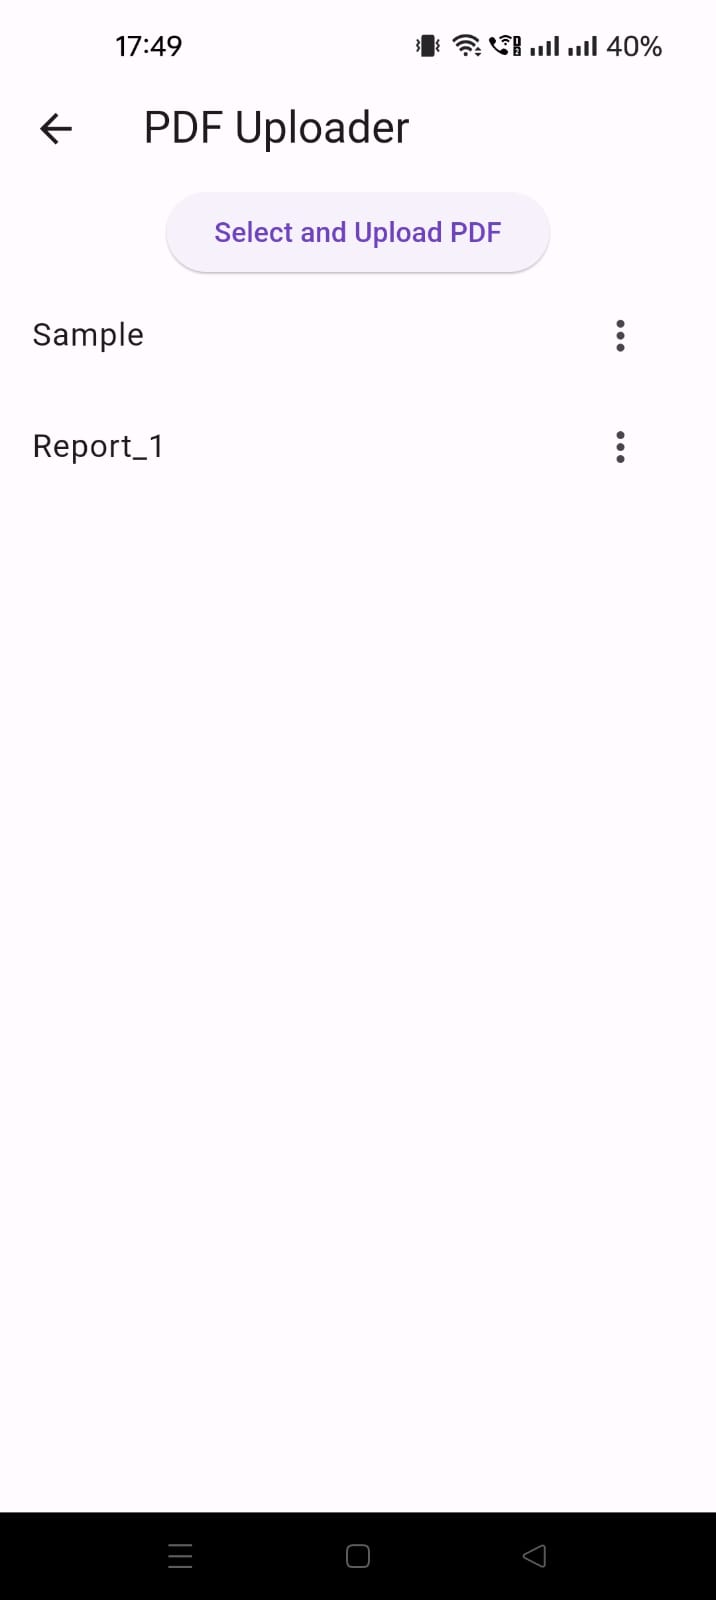 17:49 40%
PDF Uploader
Select and Upload PDF
Sample
Report_1